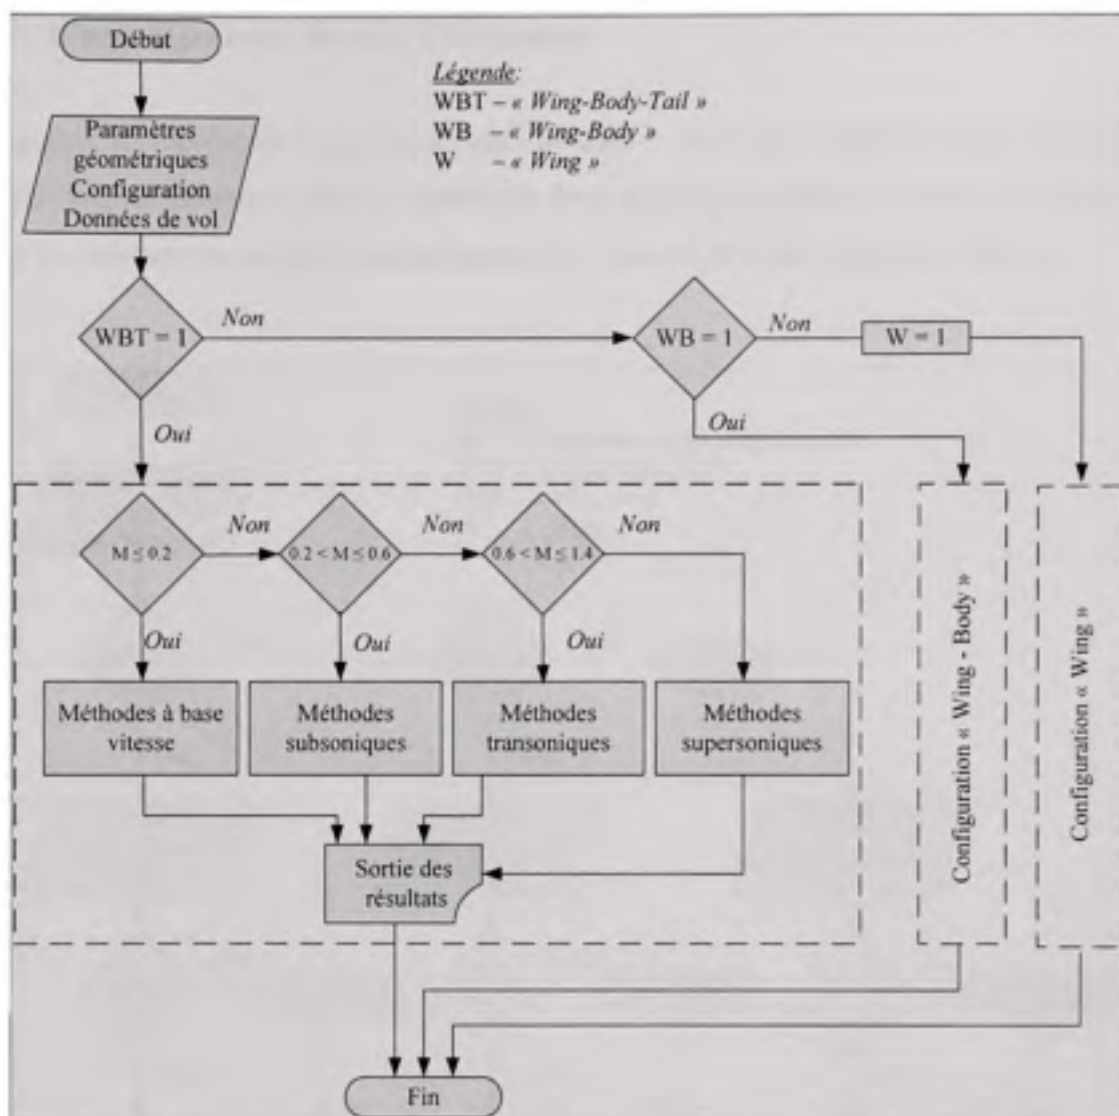 Début
Légende:
WBT – « Wing-Body-Tail »
WB – « Wing-Body »
W – « Wing »
Paramètres
géométriques
Configuration
Données de vol
WBT = 1
Non
WB = 1
Non
W = 1
Oui
Oui
M ≤ 0.2
Non
0.2 < M ≤ 0.6
Non
0.6 < M ≤ 1.4
Non
Oui
Oui
Oui
Méthodes à base
vitesse
Méthodes
subsoniques
Méthodes
transoniques
Méthodes
supersoniques
Configuration « Wing - Body »
Configuration « Wing »
Sortie des
résultats
Fin